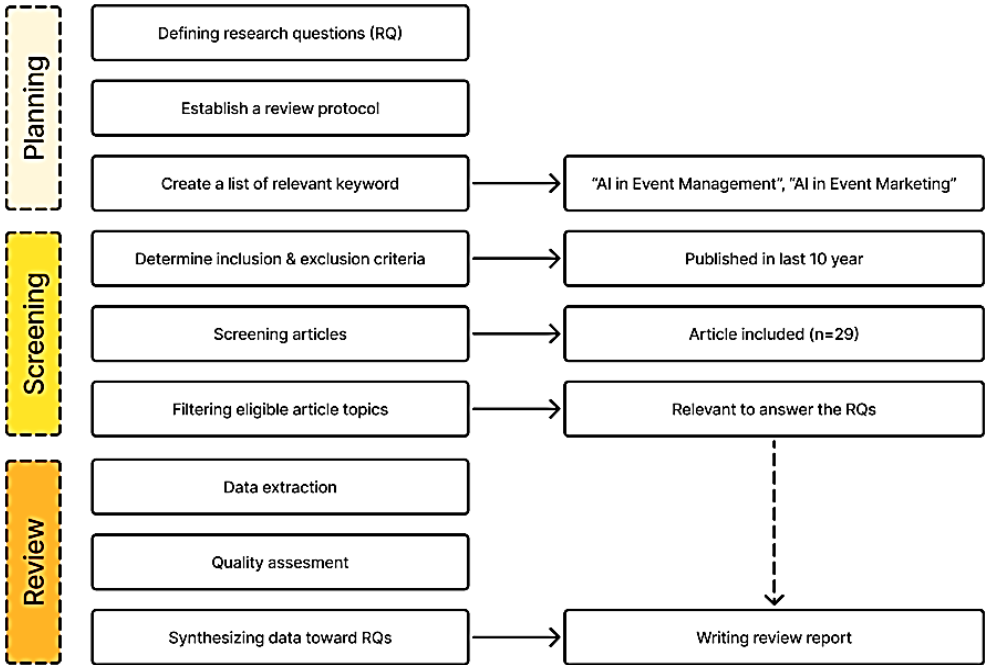 Planning
Defining research questions (RQ)
Establish a review protocol
Create a list of relevant keyword
“AI in Event Management”, “AI in Event Marketing”
Screening
Determine inclusion & exclusion criteria
Published in last 10 year
Screening articles
Article included (n=29)
Filtering eligible article topics
Relevant to answer the RQs
Review
Data extraction
Quality assesment
Synthesizing data toward RQs
Writing review report